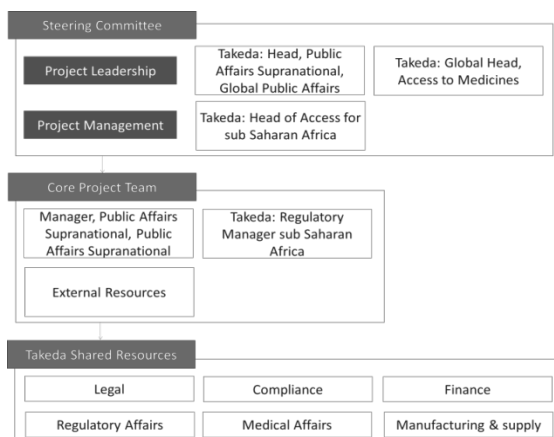 Steering Committee
Project Leadership
Takeda: Head, Public
Affairs Supranational,
Global Public Affairs
Takeda: Global Head,
Access to Medicines
Project Management
Takeda: Head of Access for
sub Saharan Africa
Core Project Team
Manager, Public Affairs
Supranational, Public
Affairs Supranational
Takeda: Regulatory
Manager sub Saharan
Africa
External Resources
Takeda Shared Resources
Legal
Compliance
Finance
Regulatory Affairs
Medical Affairs
Manufacturing & supply